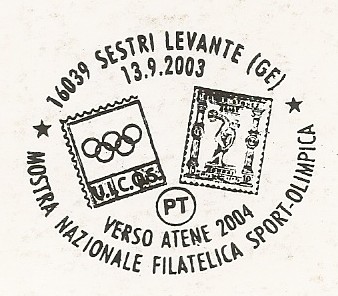 16039 SESTRI LEVANTE (GE)
13.9.2003
U.I.C.O.S.
PT
VERSO ATENE 2004
MOSTRA NAZIONALE FILATELICA SPORT-OLIMPICA